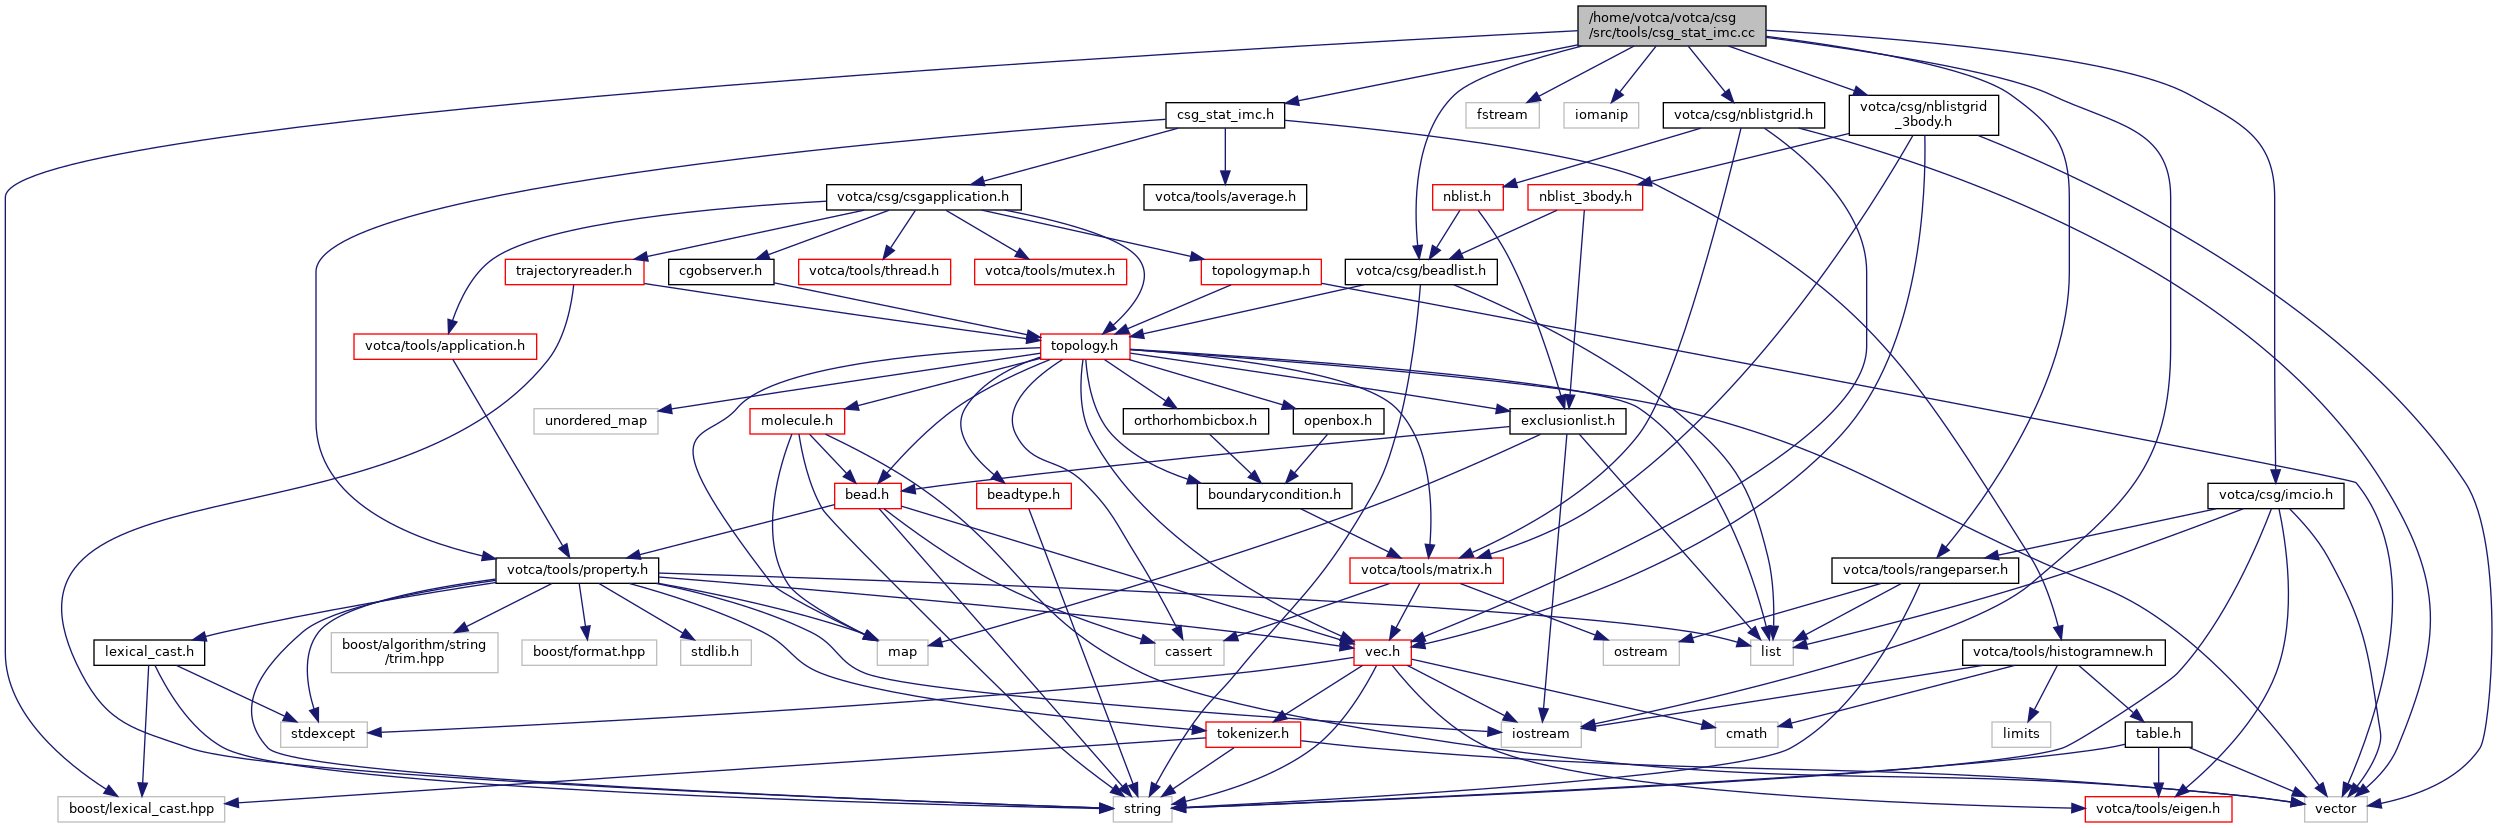 /home/votca/votca/csg
/src/tools/csg_stat_imc.cc
csg_stat_imc.h
fstream
iomanip
votca/csg/nblistgrid.h
votca/csg/nblistgrid
_3body.h
votca/csg/csgapplication.h
votca/tools/average.h
nblist.h
nblist_3body.h
trajectoryreader.h
cgobserver.h
votca/tools/thread.h
votca/tools/mutex.h
topologymap.h
votca/csg/beadlist.h
votca/tools/application.h
topology.h
unordered_map
molecule.h
orthorhombicbox.h
openbox.h
exclusionlist.h
bead.h
beadtype.h
boundarycondition.h
votca/csg/imcio.h
votca/tools/property.h
votca/tools/matrix.h
votca/tools/rangeparser.h
lexical_cast.h
boost/algorithm/string
/trim.hpp
boost/format.hpp
stdlib.h
map
cassert
vec.h
ostream
list
votca/tools/histogramnew.h
stdexcept
tokenizer.h
iostream
cmath
limits
table.h
boost/lexical_cast.hpp
string
votca/tools/eigen.h
vector